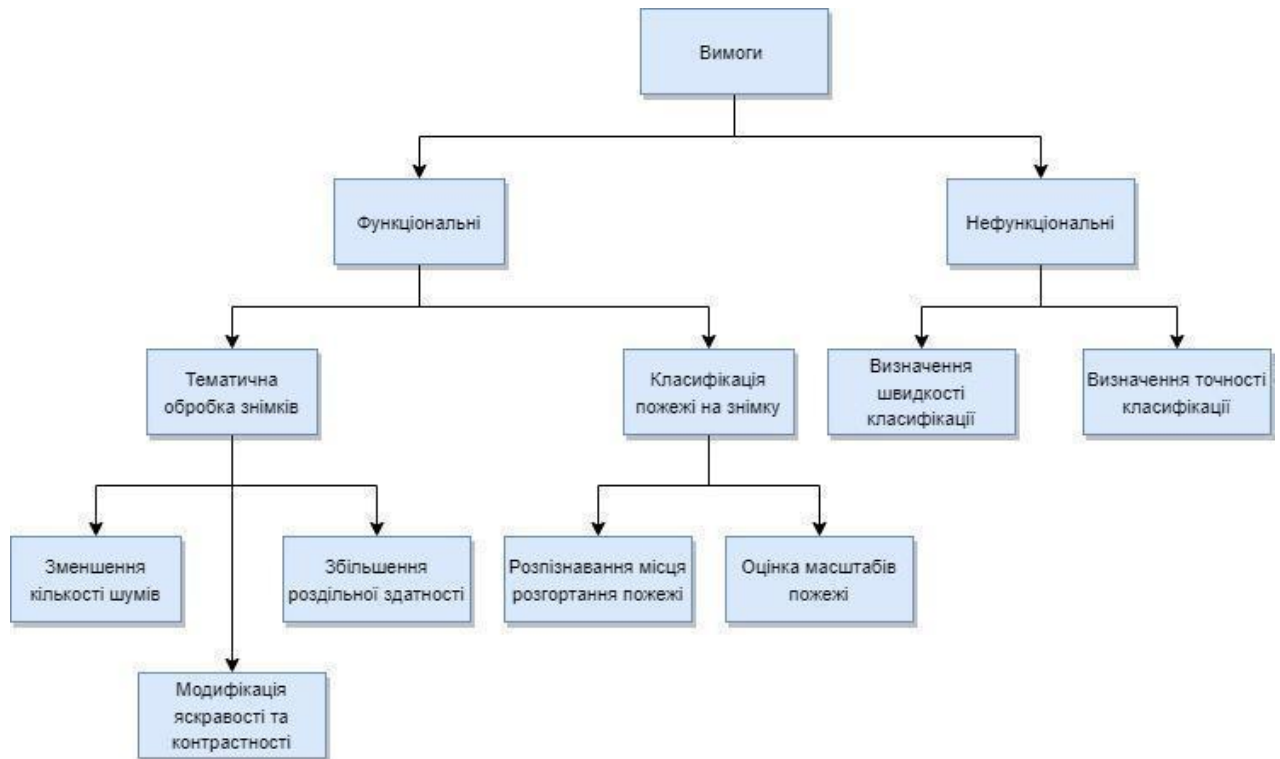 Вимоги
Функціональні
Нефункціональні
Тематична
обробка знімків
Класифікація
пожежі на знімку
Визначення
швидкості
класифікації
Визначення точності
класифікації
Зменшення
кількості шумів
Збільшення
роздільної здатності
Розпізнавання місця
розгортання пожежі
Оцінка масштабів
пожежі
Модифікація
яскравості та
контрастності